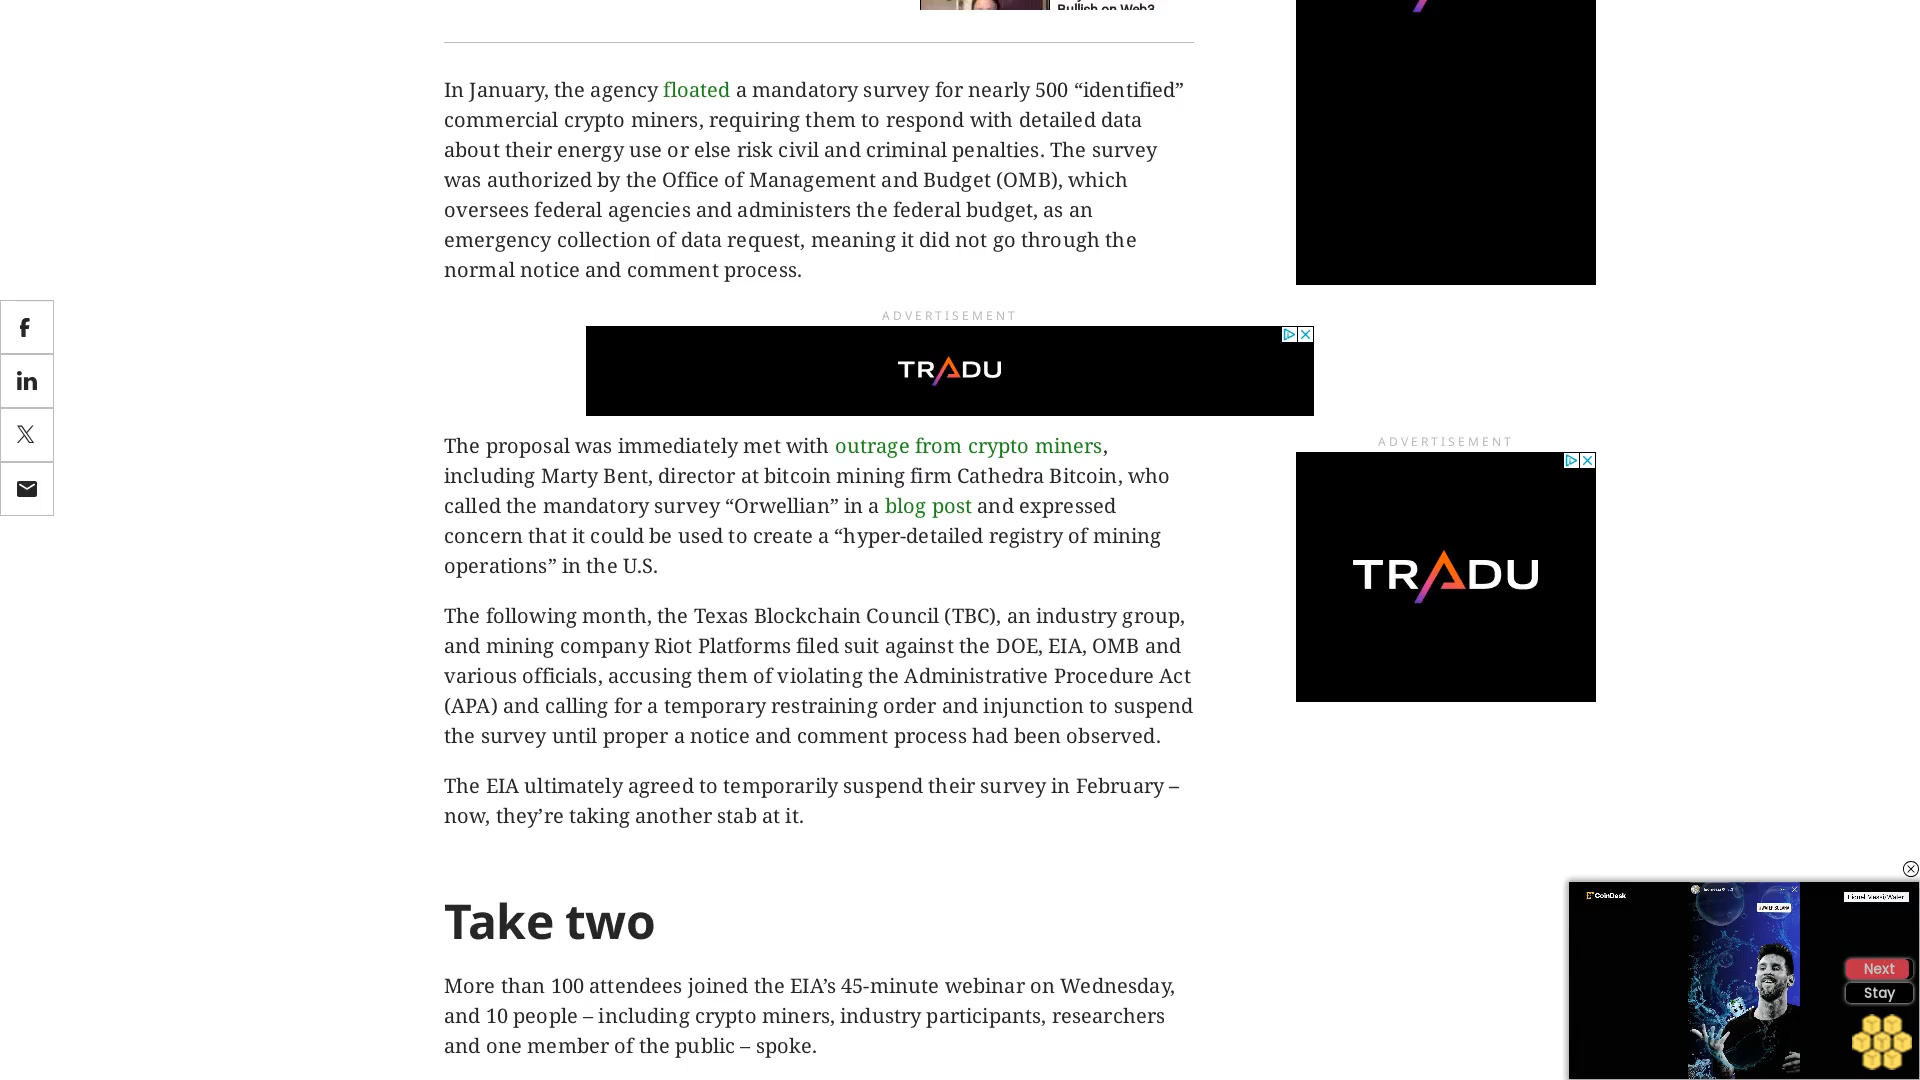 Bullish on Web3
In January, the agency floated a mandatory survey for nearly 500 “identified”
commercial crypto miners, requiring them to respond with detailed data
about their energy use or else risk civil and criminal penalties. The survey
was authorized by the Office of Management and Budget (OMB), which
oversees federal agencies and administers the federal budget, as an
emergency collection of data request, meaning it did not go through the
normal notice and comment process.
ADVERTISEMENT
TRADU
The proposal was immediately met with outrage from crypto miners,
including Marty Bent, director at bitcoin mining firm Cathedra Bitcoin, who
called the mandatory survey “Orwellian” in a blog post and expressed
concern that it could be used to create a “hyper-detailed registry of mining
operations” in the U.S.
ADVERTISEMENT
TRADU
The following month, the Texas Blockchain Council (TBC), an industry group,
and mining company Riot Platforms filed suit against the DOE, EIA, OMB and
various officials, accusing them of violating the Administrative Procedure Act
(APA) and calling for a temporary restraining order and injunction to suspend
the survey until proper a notice and comment process had been observed.
The EIA ultimately agreed to temporarily suspend their survey in February –
now, they’re taking another stab at it.
Take two
More than 100 attendees joined the EIA’s 45-minute webinar on Wednesday,
and 10 people – including crypto miners, industry participants, researchers
and one member of the public – spoke.
CoinDesk
Lionel Messi/Water
Next
Stay